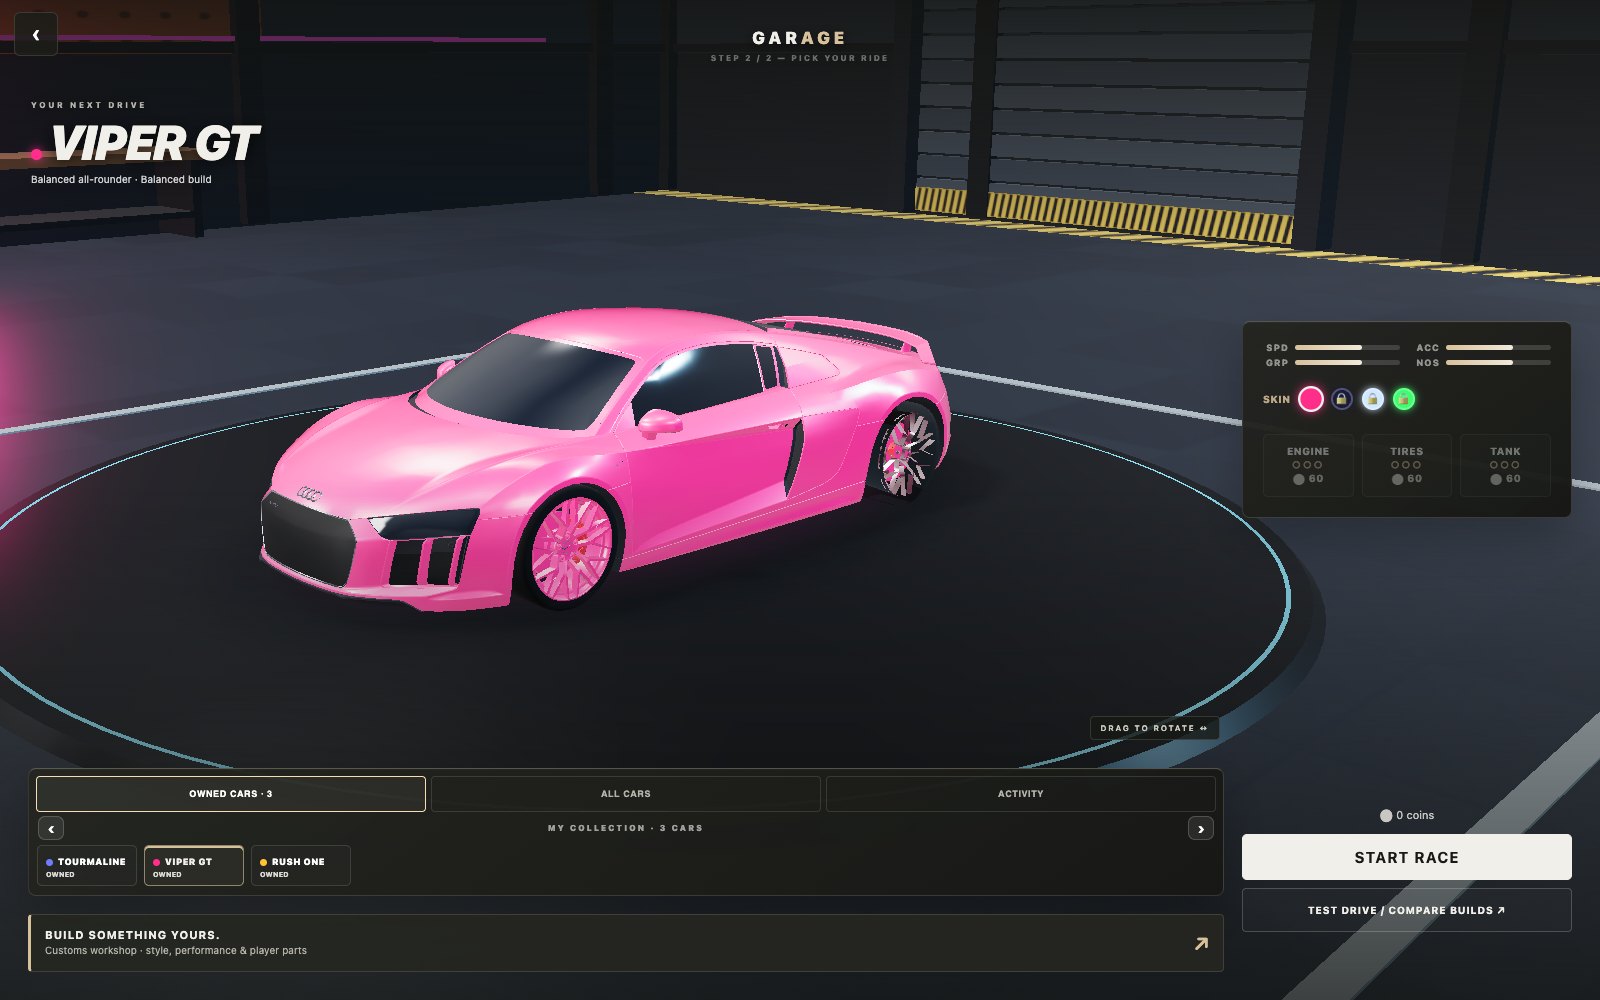 ‹
GARAGE
STEP 2 / 2 — PICK YOUR RIDE
YOUR NEXT DRIVE
VIPER GT
Balanced all-rounder · Balanced build
SPD
ACC
GRP
NOS
SKIN
ENGINE
60
TIRES
60
TANK
60
DRAG TO ROTATE ↔
OWNED CARS · 3
ALL CARS
ACTIVITY
‹
MY COLLECTION · 3 CARS
›
TOURMALINE
OWNED
VIPER GT
OWNED
RUSH ONE
OWNED
0 coins
START RACE
TEST DRIVE / COMPARE BUILDS ↗
BUILD SOMETHING YOURS.
Customs workshop · style, performance & player parts
↗